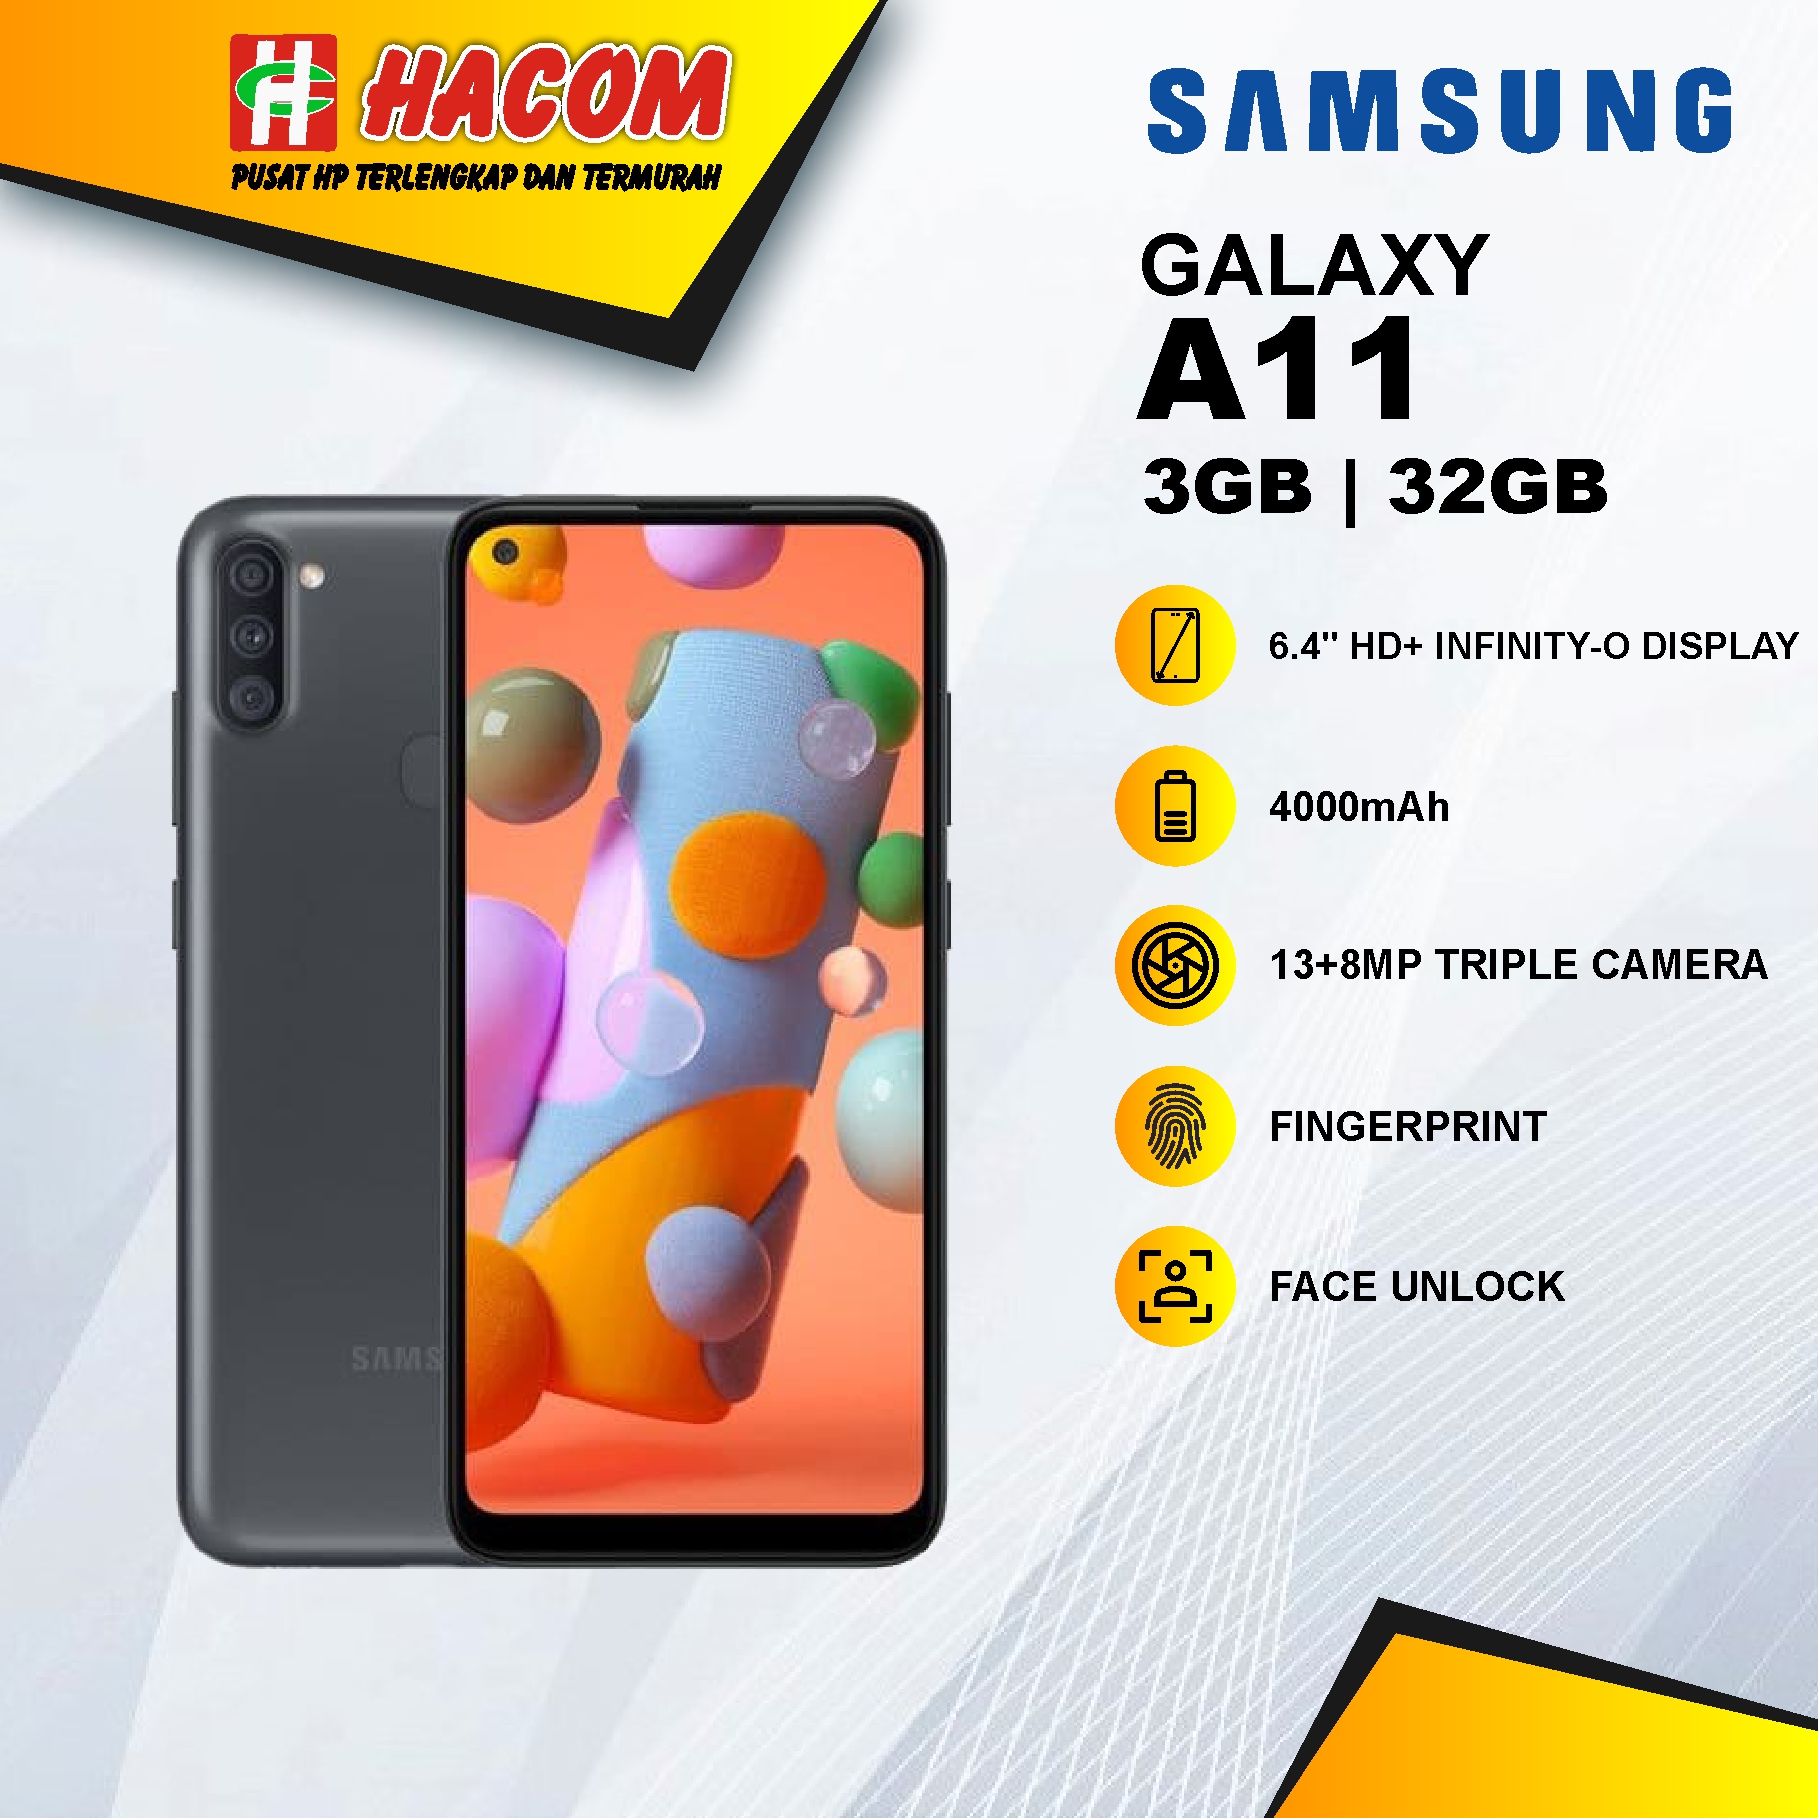 HACOM
PUSAT HP TERLENGKAP DAN TERMURAH
SAMSUNG
GALAXY
A11
3GB | 32GB
6.4" HD+ INFINITY-O DISPLAY
4000mAh
13+8MP TRIPLE CAMERA
FINGERPRINT
FACE UNLOCK
SAMS